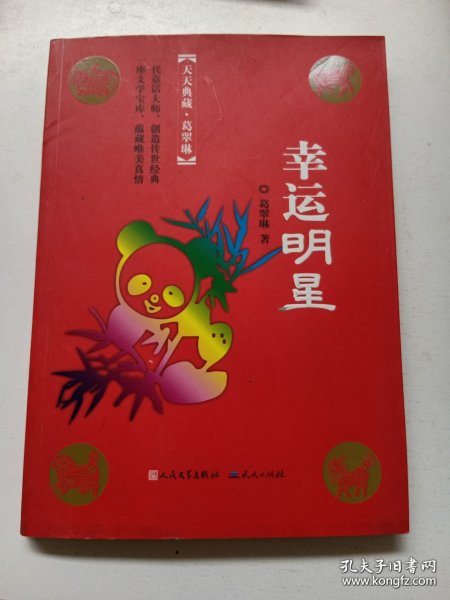 【天天典藏·葛翠琳】
一代童话大师，创造传世经典
一座文学宝库，蕴藏唯美真情
幸运明星
◎葛翠琳 著
人民文学出版社 天天出版社
孔夫子旧书网
www.kongfz.com